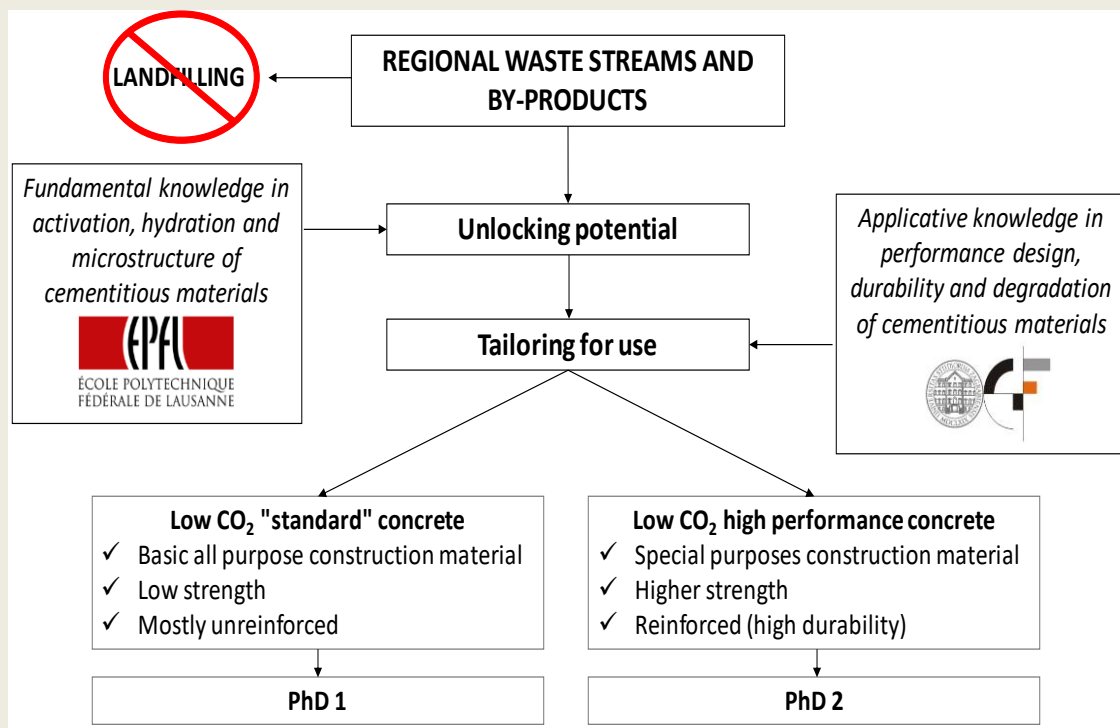 LANDFILLING
REGIONAL WASTE STREAMS AND
BY-PRODUCTS
Fundamental knowledge in
activation, hydration and
microstructure of
cementitious materials
EPFL
ÉCOLE POLYTECHNIQUE
FÉDÉRALE DE LAUSANNE
Unlocking potential
Tailoring for use
Applicative knowledge in
performance design,
durability and degradation
of cementitious materials
Low CO₂ "standard" concrete
✓ Basic all purpose construction material
✓ Low strength
✓ Mostly unreinforced
Low CO₂ high performance concrete
✓ Special purposes construction material
✓ Higher strength
✓ Reinforced (high durability)
PhD 1
PhD 2